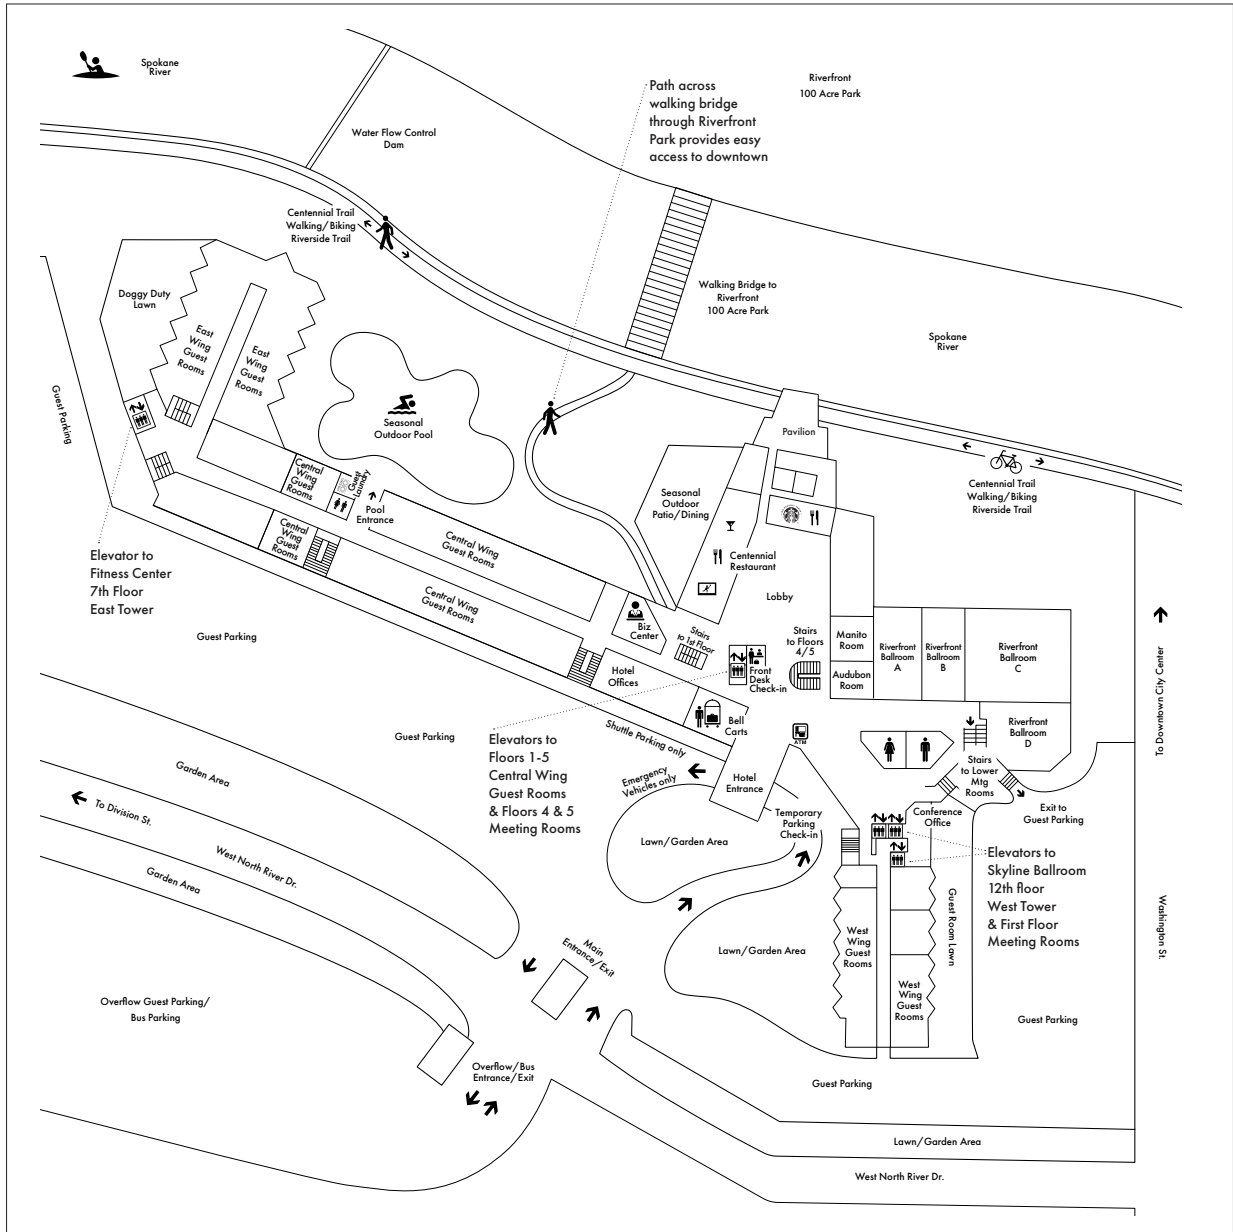 Spokane
River
Riverfront
100 Acre Park
Path across
walking bridge
through Riverfront
Park provides easy
access to downtown
Water Flow Control
Dam
Centennial Trail
Walking/Biking
Riverside Trail
Walking Bridge to
Riverfront
100 Acre Park
Spokane
River
Doggy Duty
Lawn
East
Wing
Guest
Rooms
East
Wing
Guest
Rooms
Guest Parking
Seasonal
Outdoor Pool
Pavilion
Centennial Trail
Walking/Biking
Riverside Trail
Central
Wing
Guest
Rooms
Guest
Laundry
Pool
Entrance
Central
Wing
Guest
Rooms
Central Wing
Guest Rooms
Central Wing
Guest Rooms
Seasonal
Outdoor
Patio/Dining
Centennial
Restaurant
Lobby
Elevator to
Fitness Center
7th Floor
East Tower
Guest Parking
Biz
Center
Stairs
to 1st Floor
Stairs
to Floors
4/5
Manito
Room
Audubon
Room
Riverfront
Ballroom
A
Riverfront
Ballroom
B
Riverfront
Ballroom
C
Riverfront
Ballroom
D
Hotel
Offices
Front
Desk
Check-in
Bell
Carts
ATM
Shuttle Parking only
Guest Parking
Elevators to
Floors 1-5
Central Wing
Guest Rooms
& Floors 4 & 5
Meeting Rooms
Emergency
Vehicles only
Hotel
Entrance
Temporary
Parking
Check-in
Stairs
to Lower
Mtg
Rooms
Conference
Office
Exit to
Guest Parking
To Downtown City Center
Garden Area
To Division St.
West North River Dr.
Garden Area
Lawn/Garden Area
Elevators to
Skyline Ballroom
12th floor
West Tower
& First Floor
Meeting Rooms
Guest Room Lawn
Washington St.
Main
Entrance/Exit
Lawn/Garden Area
West
Wing
Guest
Rooms
West
Wing
Guest
Rooms
Overflow Guest Parking/
Bus Parking
Guest Parking
Overflow/Bus
Entrance/Exit
Guest Parking
Lawn/Garden Area
West North River Dr.